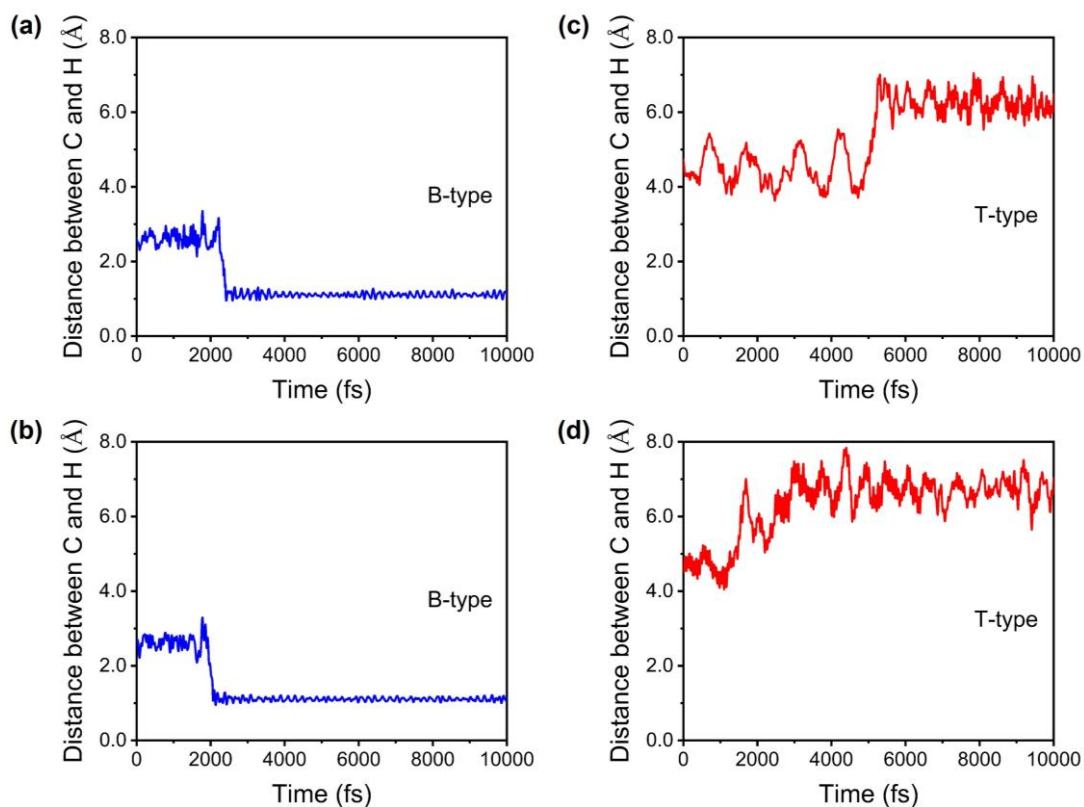 (a)
Distance between C and H (Å)
8.0
6.0
4.0
2.0
0.0
B-type
0 2000 4000 6000 8000 10000
Time (fs)
(c)
Distance between C and H (Å)
8.0
6.0
4.0
2.0
0.0
T-type
0 2000 4000 6000 8000 10000
Time (fs)
(b)
Distance between C and H (Å)
8.0
6.0
4.0
2.0
0.0
B-type
0 2000 4000 6000 8000 10000
Time (fs)
(d)
Distance between C and H (Å)
8.0
6.0
4.0
2.0
0.0
T-type
0 2000 4000 6000 8000 10000
Time (fs)